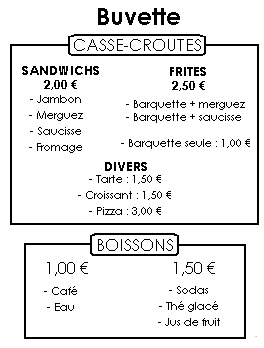 Buvette
CASSE-CROUTES
SANDWICHS
2,00 €
- Jambon
- Merguez
- Saucisse
- Fromage
FRITES
2,50 €
- Barquette + merguez
- Barquette + saucisse
- Barquette seule : 1,00 €
DIVERS
- Tarte : 1,50 €
- Croissant : 1,50 €
- Pizza : 3,00 €
BOISSONS
1,00 €
- Café
- Eau
1,50 €
- Sodas
- Thé glacé
- Jus de fruit